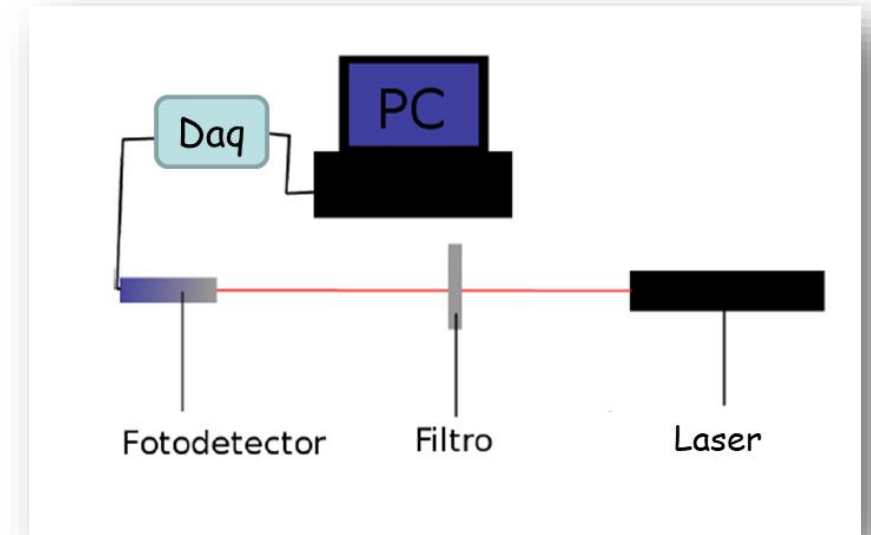 PC
Daq
Fotodetector
Filtro
Laser